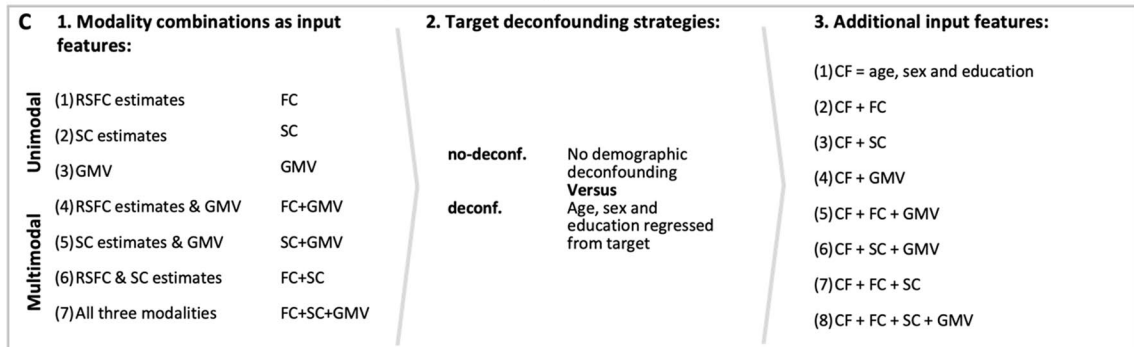 C 1. Modality combinations as input
features:
Unimodal
(1)RSFC estimates FC
(2)SC estimates SC
(3)GMV GMV
Multimodal
(4)RSFC estimates & GMV FC+GMV
(5)SC estimates & GMV SC+GMV
(6)RSFC & SC estimates FC+SC
(7)All three modalities FC+SC+GMV
2. Target deconfounding strategies:
no-deconf. No demographic
deconfounding
Versus
deconf. Age, sex and
education regressed
from target
3. Additional input features:
(1)CF = age, sex and education
(2)CF + FC
(3)CF + SC
(4)CF + GMV
(5)CF + FC + GMV
(6)CF + SC + GMV
(7)CF + FC + SC
(8)CF + FC + SC + GMV